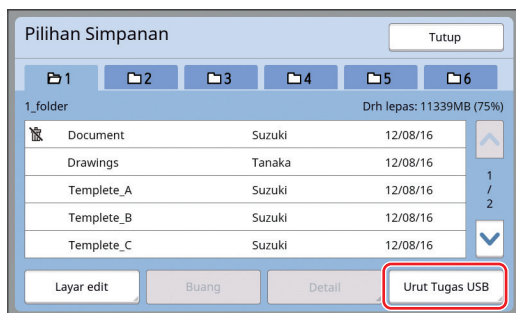 Pilihan Simpanan
Tutup
1 2 3 4 5 6
1_folder Drh lepas: 11339MB (75%)
Document Suzuki 12/08/16
Drawings Tanaka 12/08/16
Templete_A Suzuki 12/08/16
Templete_B Suzuki 12/08/16
Templete_C Suzuki 12/08/16
1
/
2
Layar edit Buang Detail Urut Tugas USB